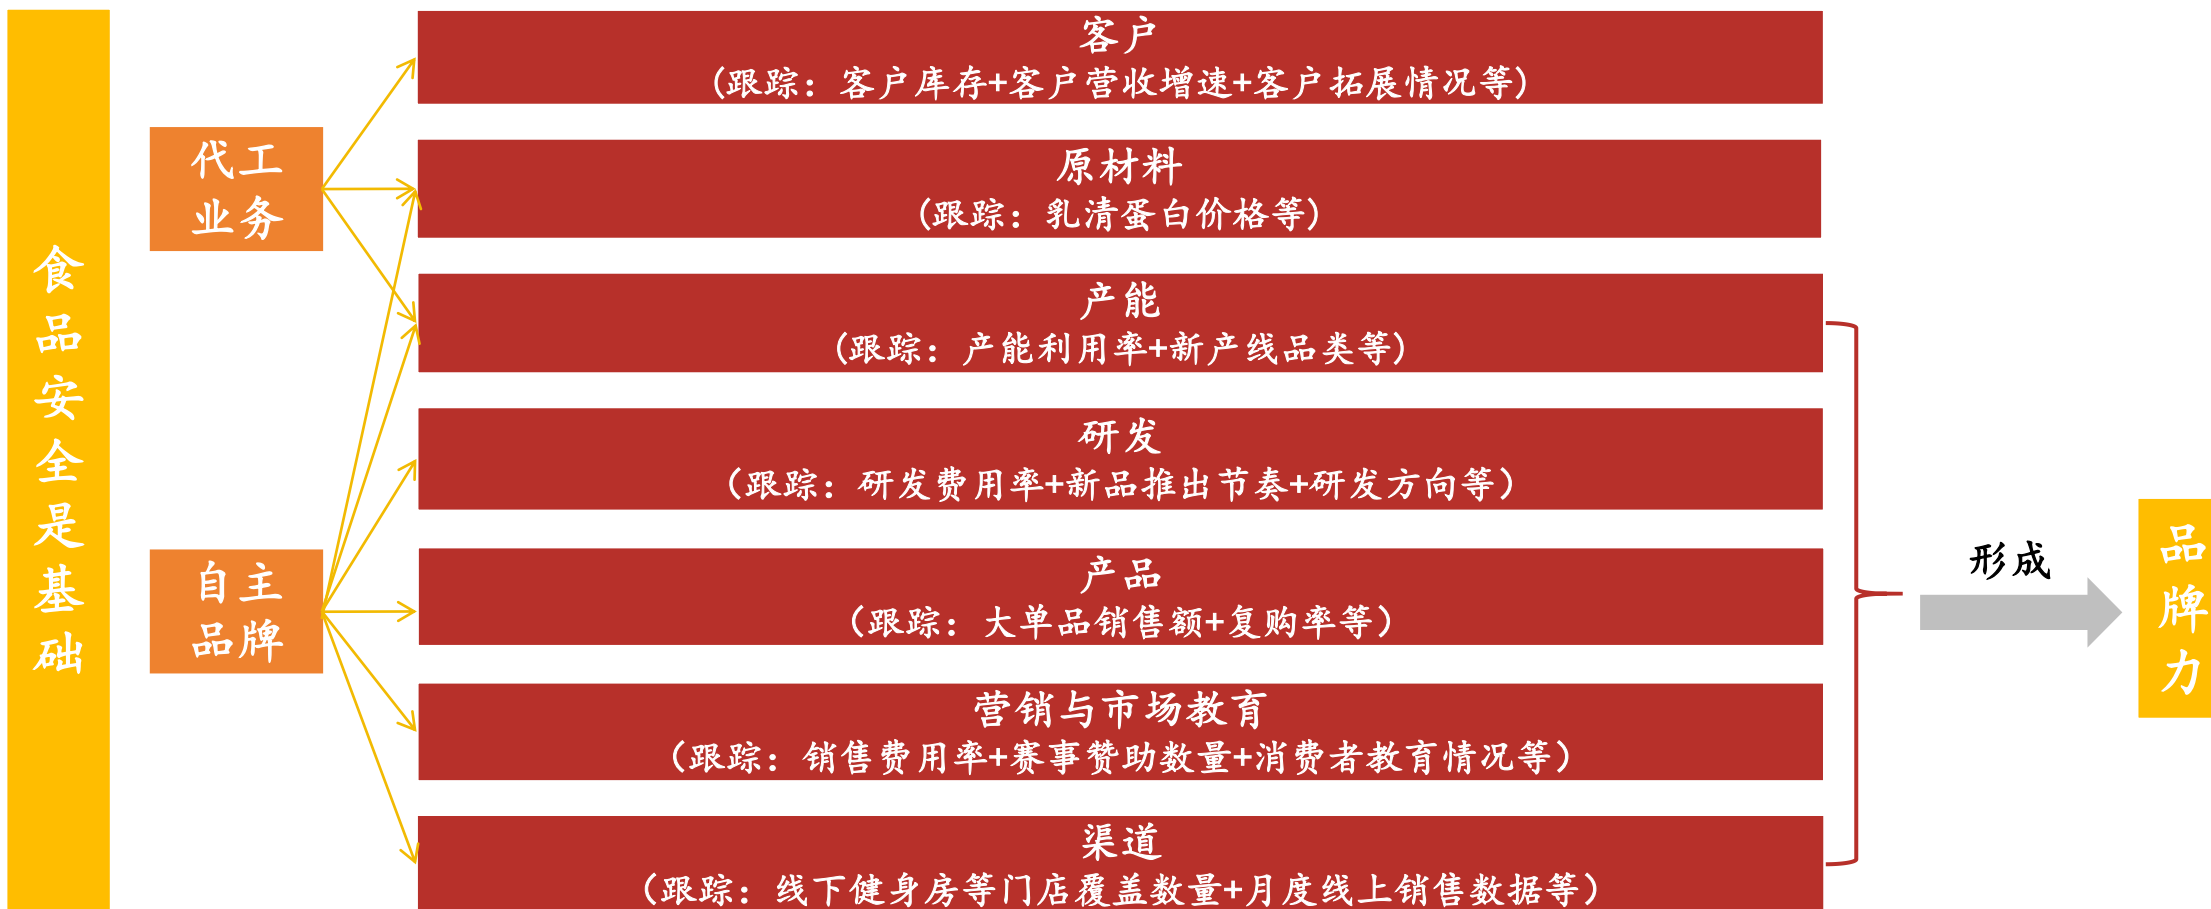 食品安全是基础
代工
业务
自主
品牌
客户
(跟踪：客户库存+客户营收增速+客户拓展情况等)
原材料
(跟踪：乳清蛋白价格等)
产能
(跟踪：产能利用率+新产线品类等)
研发
（跟踪：研发费用率+新品推出节奏+研发方向等）
产品
（跟踪：大单品销售额+复购率等）
营销与市场教育
（跟踪：销售费用率+赛事赞助数量+消费者教育情况等）
渠道
（跟踪：线下健身房等门店覆盖数量+月度线上销售数据等）
形成
品牌力